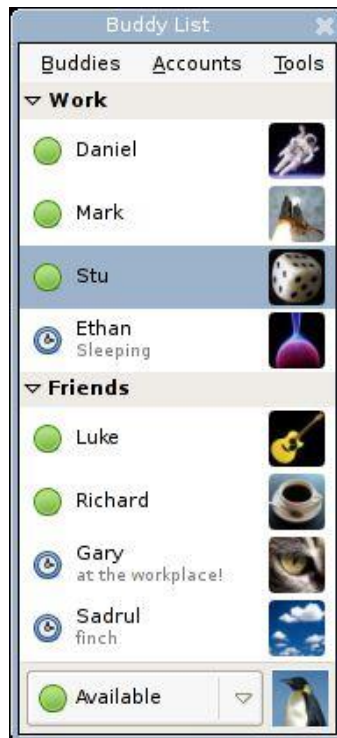 Buddy List
Buddies Accounts Tools
Work
Daniel
Mark
Stu
Ethan
Sleeping
Friends
Luke
Richard
Gary
at the workplace!
Sadrul
finch
Available